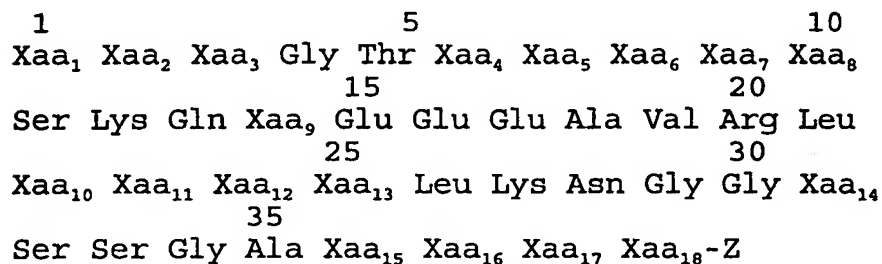 1 5 10
Xaa₁ Xaa₂ Xaa₃ Gly Thr Xaa₄ Xaa₅ Xaa₆ Xaa₇ Xaa₈
15 20
Ser Lys Gln Xaa₉ Glu Glu Glu Ala Val Arg Leu
25 30
Xaa₁₀ Xaa₁₁ Xaa₁₂ Xaa₁₃ Leu Lys Asn Gly Gly Xaa₁₄
35
Ser Ser Gly Ala Xaa₁₅ Xaa₁₆ Xaa₁₇ Xaa₁₈-Z